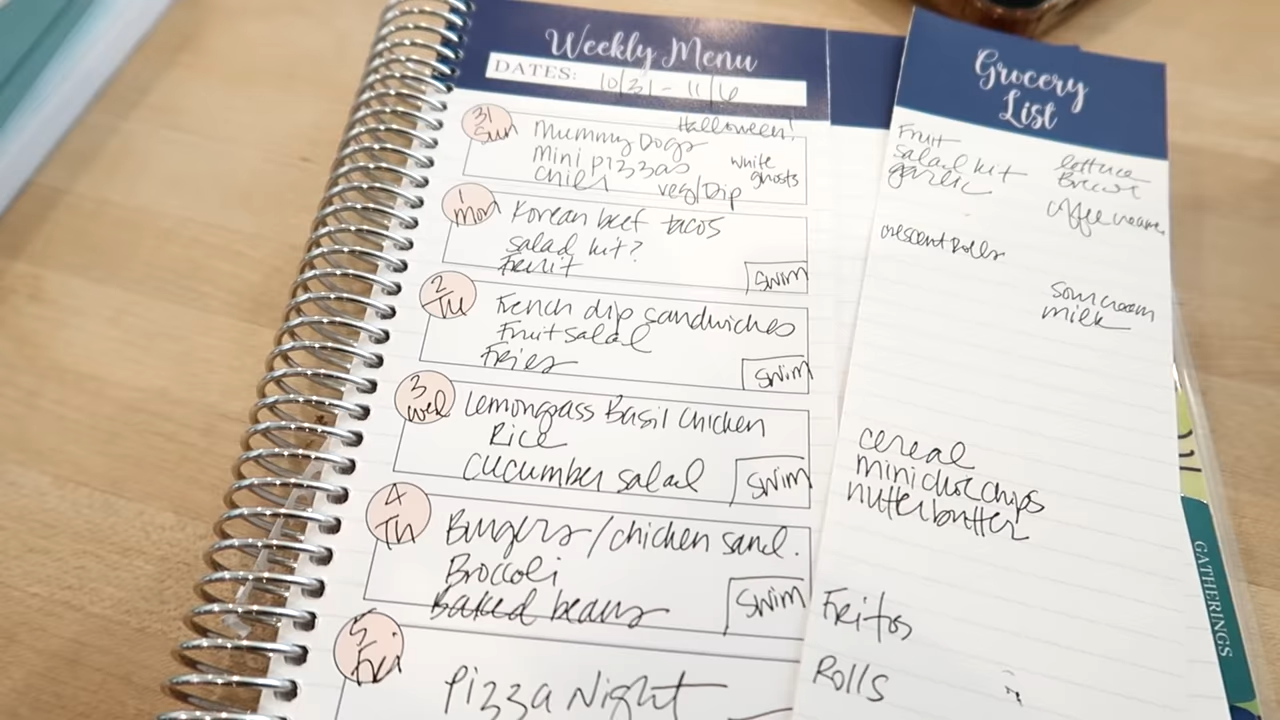 Weekly Menu
DATES: 10/31 - 11/6
31 Sun
Halloween!
Mummy Dogs
Mini pizzas
white ghosts
chili
veg/Dip
1 mon
Korean beef tacos
salad kit?
Fruit
swim
2 Tu
French dip sandwiches
Fruit salad
Fries
swim
3 wed
Lemongrass Basil Chicken
Rice
cucumber salad
swim
4 Th
Burgers/chicken sand.
Broccoli
Baked beans
swim
5 Fri
Pizza Night
Grocery
List
Fruit
salad kit
garlic
lettuce
Broccoli
coffee creamer
crescent rolls
sour cream
milk
cereal
mini choc chips
nutter butter
Fritos
Rolls
GATHERINGS